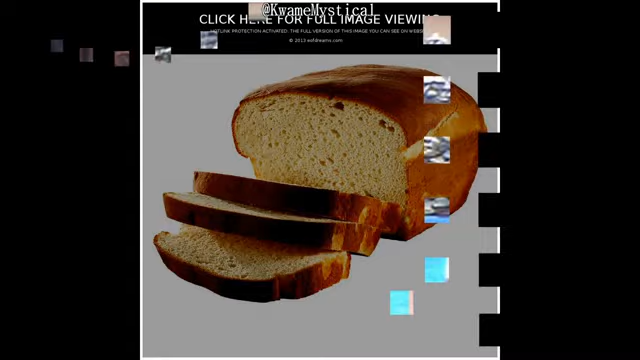 @KwameMystical
CLICK HERE FOR FULL IMAGE VIEWING
HOTLINK PROTECTION ACTIVATED: THE FULL VERSION OF THIS IMAGE YOU CAN SEE ON
© 2013 eofdreams.com